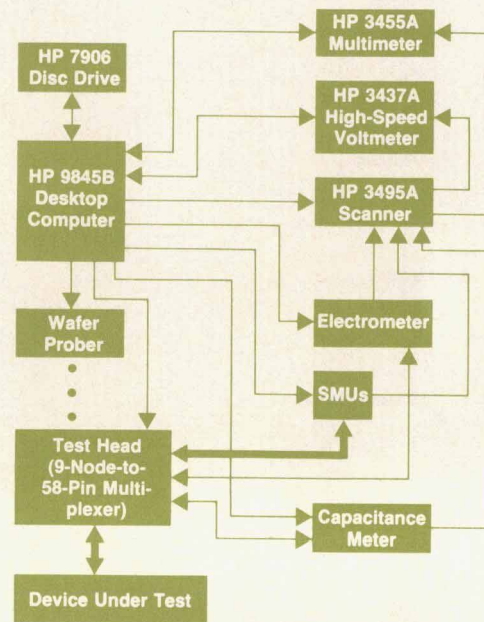 HP 3455A
Multimeter
HP 7906
Disc Drive
HP 3437A
High-Speed
Voltmeter
HP 9845B
Desktop
Computer
HP 3495A
Scanner
Wafer
Prober
Electrometer
SMUs
Test Head
(9-Node-to-
58-Pin Multi-
plexer)
Capacitance
Meter
Device Under Test